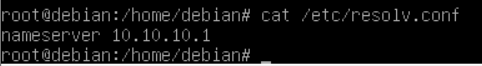 root@debian:/home/debian# cat /etc/resolv.conf
nameserver 10.10.10.1
root@debian:/home/debian# _